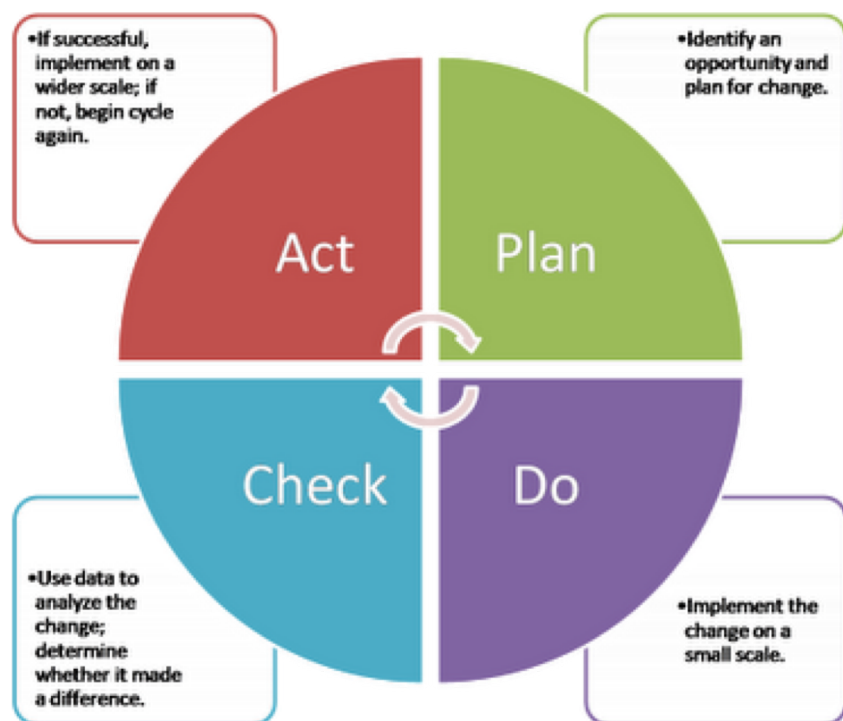 •If successful,
implement on a
wider scale; if
not, begin cycle
again.
•Identify an
opportunity and
plan for change.
Act
Plan
Check
Do
•Use data to
analyze the
change;
determine
whether it made
a difference.
•Implement the
change on a
small scale.